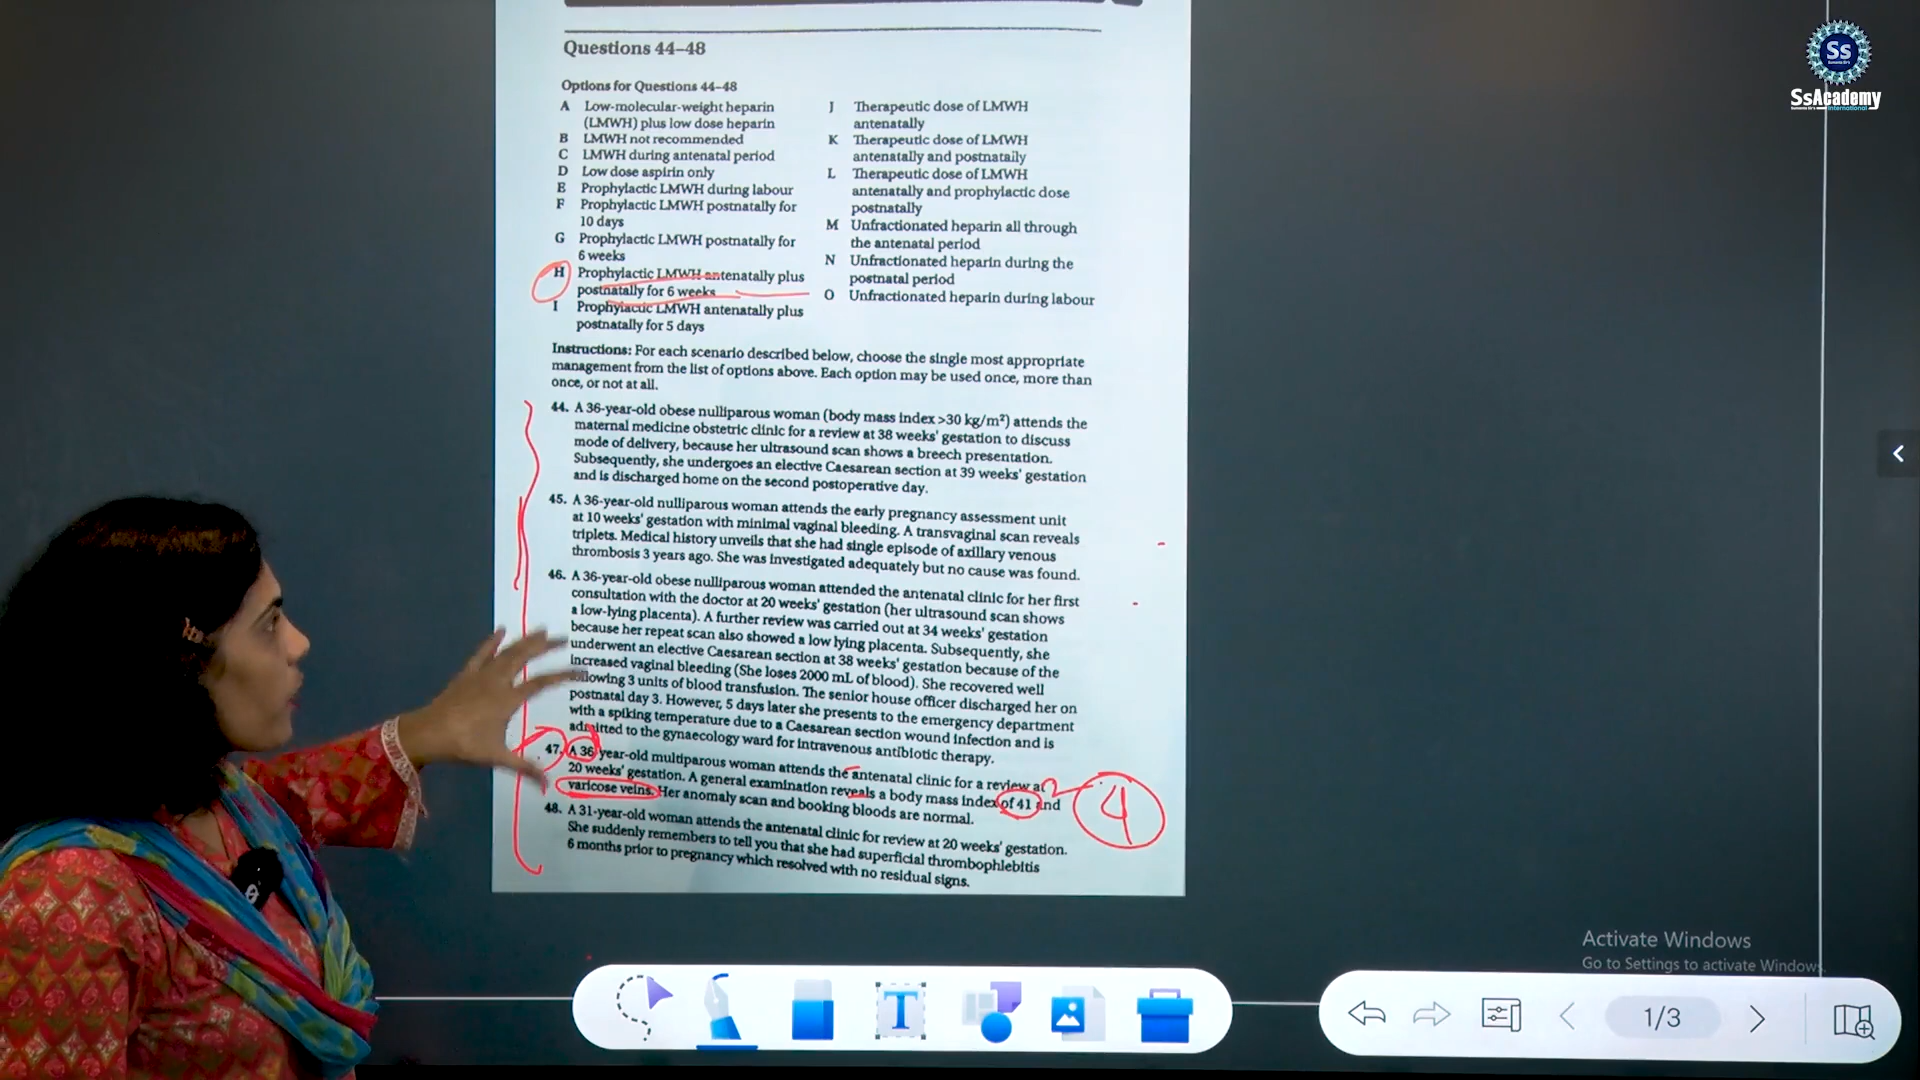 Ss
SsAcademy
International
Questions 44–48
Options for Questions 44–48
A Low-molecular-weight heparin
(LMWH) plus low dose heparin
B LMWH not recommended
C LMWH during antenatal period
D Low dose aspirin only
E Prophylactic LMWH during labour
F Prophylactic LMWH postnatally for
10 days
G Prophylactic LMWH postnatally for
6 weeks
H Prophylactic LMWH antenatally plus
postnatally for 6 weeks
I Prophylactic LMWH antenatally plus
postnatally for 5 days
J Therapeutic dose of LMWH
antenatally
K Therapeutic dose of LMWH
antenatally and postnataily
L Therapeutic dose of LMWH
antenatally and prophylactic dose
postnatally
M Unfractionated heparin all through
the antenatal period
N Unfractionated heparin during the
postnatal period
O Unfractionated heparin during labour
Instructions: For each scenario described below, choose the single most appropriate
management from the list of options above. Each option may be used once, more than
once, or not at all.
44. A 36-year-old obese nulliparous woman (body mass index >30 kg/m²) attends the
maternal medicine obstetric clinic for a review at 38 weeks' gestation to discuss
mode of delivery, because her ultrasound scan shows a breech presentation.
Subsequently, she undergoes an elective Caesarean section at 39 weeks' gestation
and is discharged home on the second postoperative day.
45. A 36-year-old nulliparous woman attends the early pregnancy assessment unit
at 10 weeks' gestation with minimal vaginal bleeding. A transvaginal scan reveals
triplets. Medical history unveils that she had single episode of axillary venous
thrombosis 3 years ago. She was investigated adequately but no cause was found.
46. A 36-year-old obese nulliparous woman attended the antenatal clinic for her first
consultation with the doctor at 20 weeks' gestation (her ultrasound scan shows
a low-lying placenta). A further review was carried out at 34 weeks' gestation
because her repeat scan also showed a low lying placenta. Subsequently, she
underwent an elective Caesarean section at 38 weeks' gestation because of the
increased vaginal bleeding (She loses 2000 mL of blood). She recovered well
following 3 units of blood transfusion. The senior house officer discharged her on
postnatal day 3. However, 5 days later she presents to the emergency department
with a spiking temperature due to a Caesarean section wound infection and is
admitted to the gynaecology ward for intravenous antibiotic therapy.
47. A 36-year-old multiparous woman attends the antenatal clinic for a review at
20 weeks' gestation. A general examination reveals a body mass index of 41 and
varicose veins. Her anomaly scan and booking bloods are normal.
2
4
48. A 31-year-old woman attends the antenatal clinic for review at 20 weeks' gestation.
She suddenly remembers to tell you that she had superficial thrombophlebitis
6 months prior to pregnancy which resolved with no residual signs.
Activate Windows
Go to Settings to activate Windows.
T
1/3